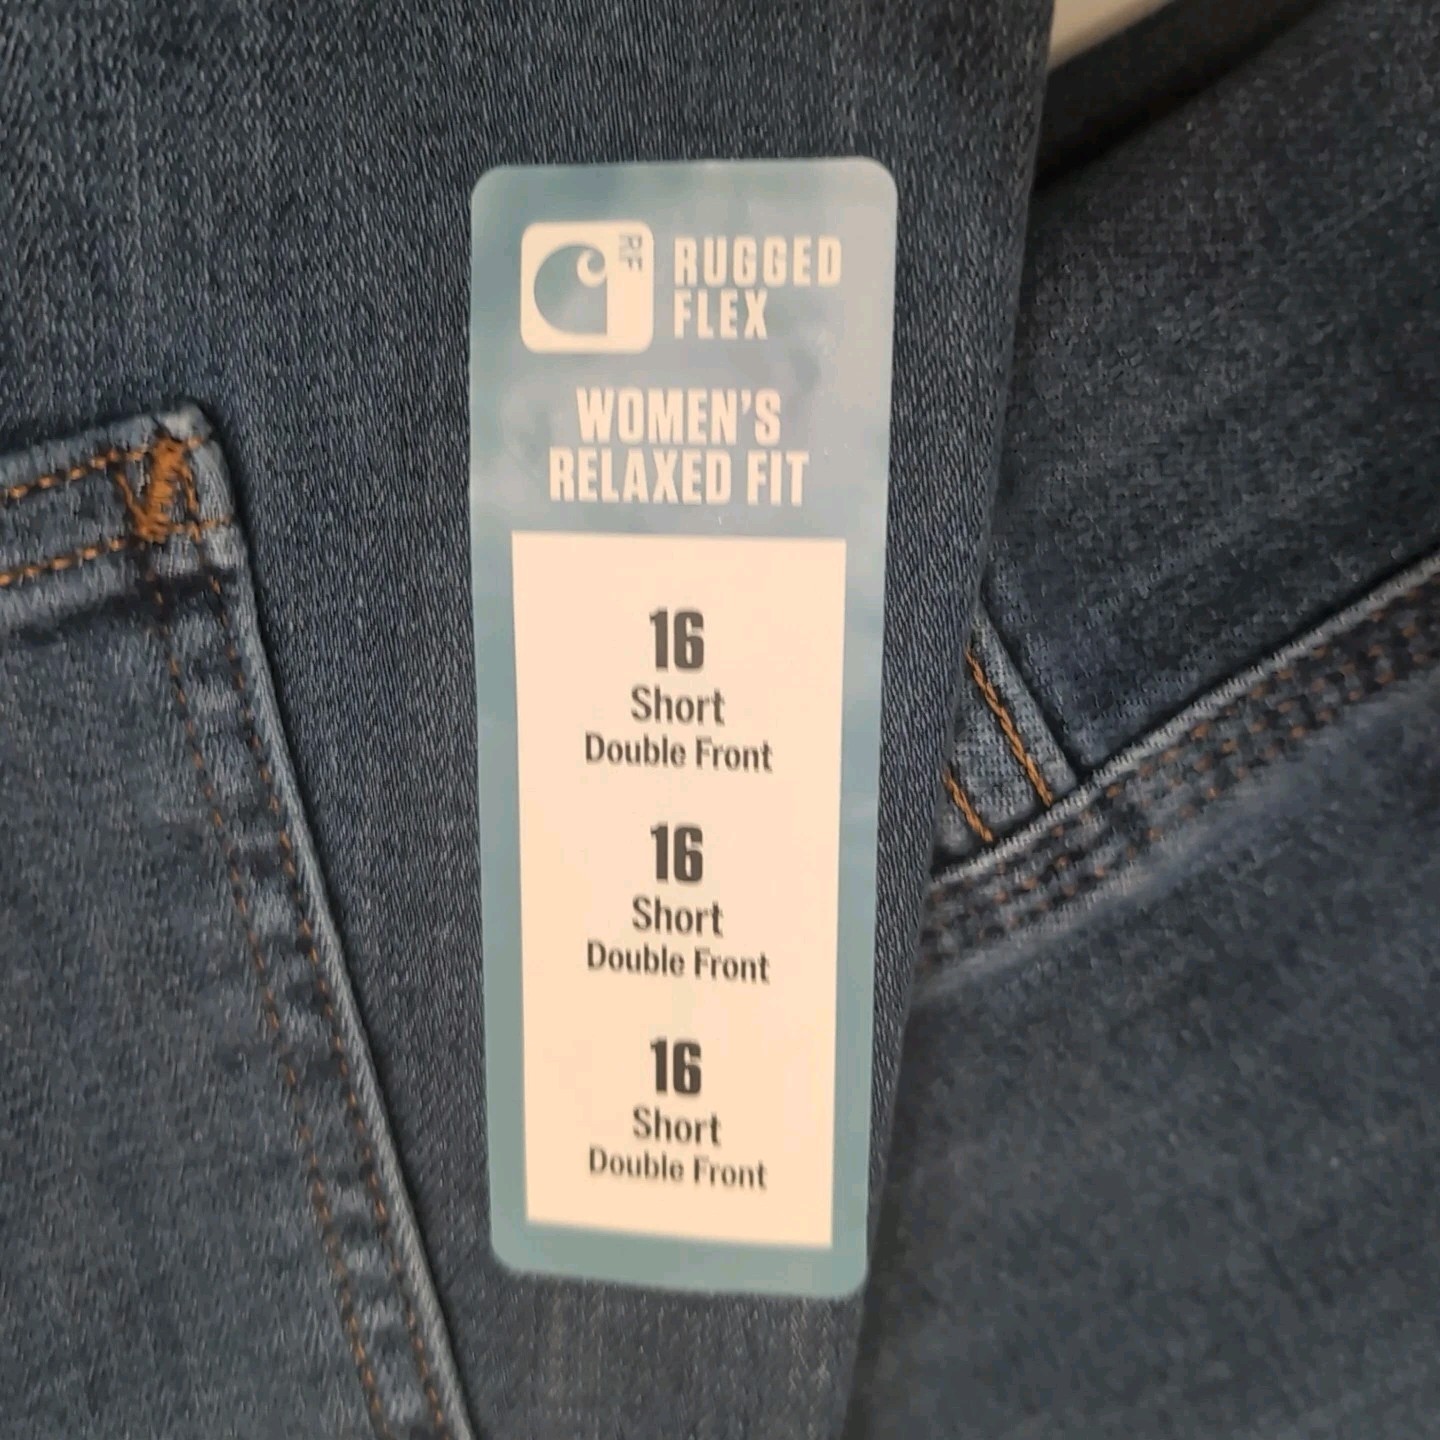 RF
RUGGED
FLEX
WOMEN'S
RELAXED FIT
16
Short
Double Front
16
Short
Double Front
16
Short
Double Front